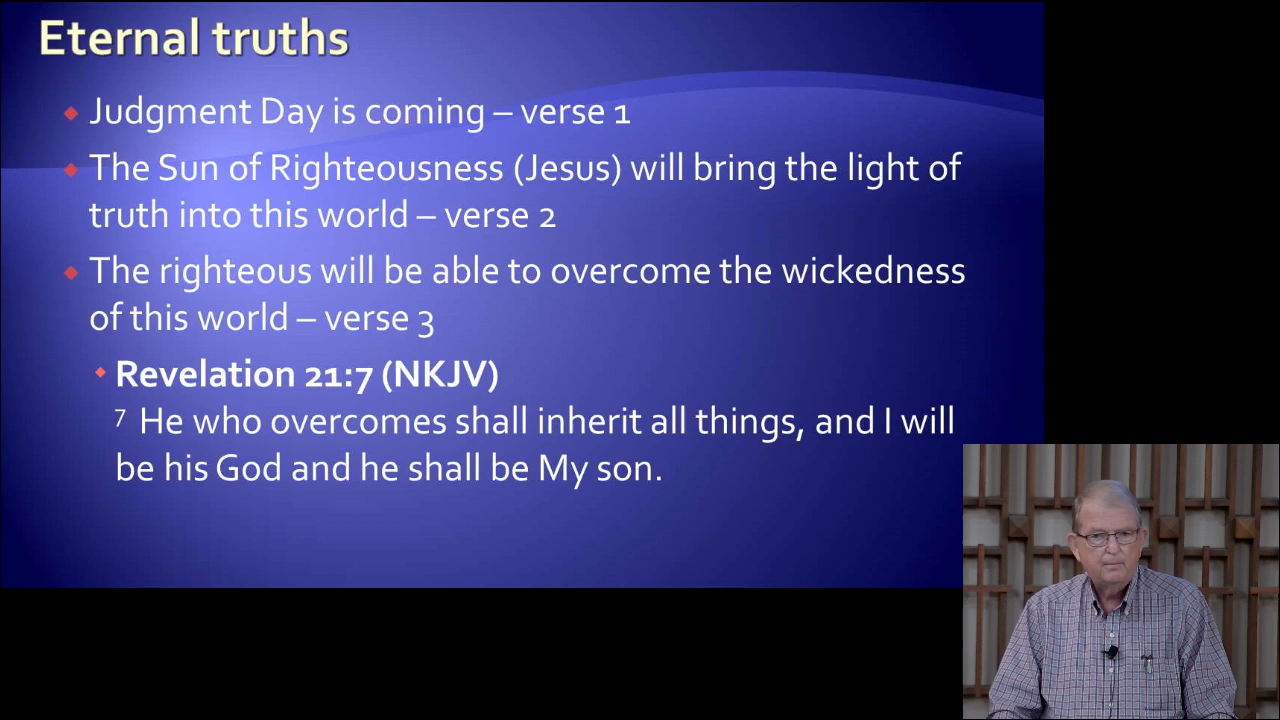 Eternal truths
Judgment Day is coming – verse 1
The Sun of Righteousness (Jesus) will bring the light of
truth into this world – verse 2
The righteous will be able to overcome the wickedness
of this world – verse 3
Revelation 21:7 (NKJV)
7 He who overcomes shall inherit all things, and I will
be his God and he shall be My son.